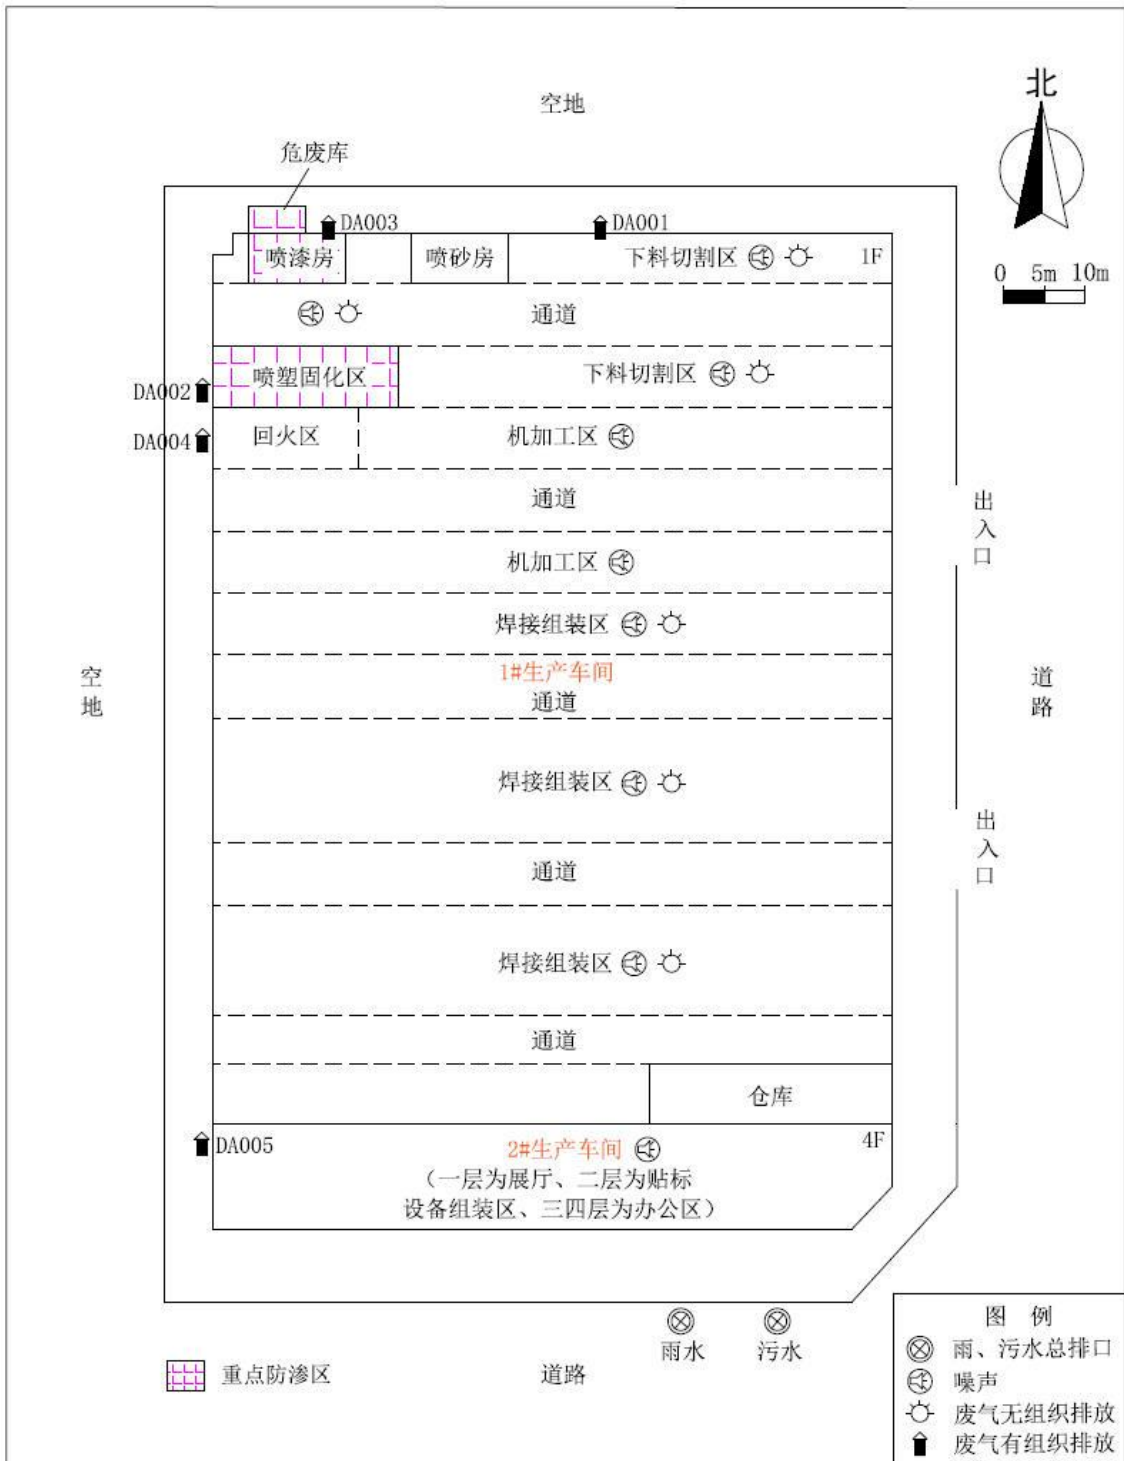 空地
北
危废库
DA003
DA001
喷漆房
喷砂房
下料切割区
1F
0 5m 10m
通道
喷塑固化区
下料切割区
DA002
DA004
回火区
机加工区
通道
出入口
机加工区
焊接组装区
1#生产车间
通道
空地
道路
焊接组装区
出入口
通道
焊接组装区
通道
仓库
DA005
2#生产车间
4F
（一层为展厅、二层为贴标
设备组装区、三四层为办公区）
雨水
污水
重点防渗区
道路
图 例
雨、污水总排口
噪声
废气无组织排放
废气有组织排放